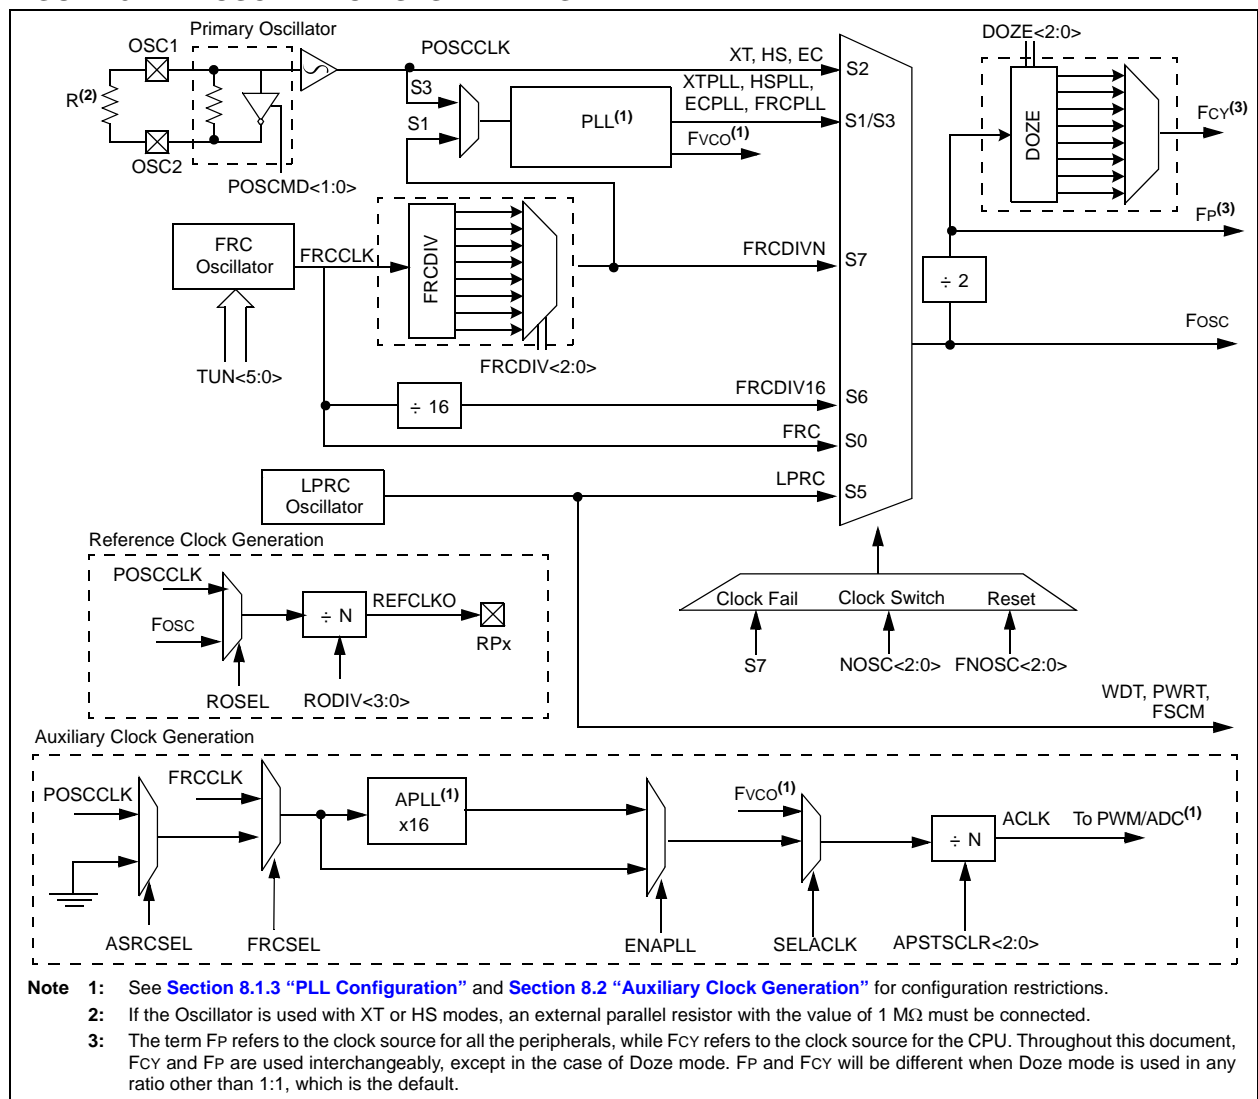 Primary Oscillator
OSC1
POSCCLK
XT, HS, EC
S2
DOZE<2:0>
R(2)
S3
XTPLL, HSPLL,
ECPLL, FRCPLL
S1/S3
PLL(1)
S1
FVCO(1)
DOZE
FCY(3)
OSC2
POSCMD<1:0>
FP(3)
FRC
Oscillator
FRCCLK
FRCDIV
FRCDIVN
S7
÷ 2
FOSC
TUN<5:0>
FRCDIV<2:0>
÷ 16
FRCDIV16
S6
FRC
S0
LPRC
Oscillator
LPRC
S5
Reference Clock Generation
POSCCLK
FOSC
÷ N
REFCLKO
RPx
ROSEL
RODIV<3:0>
Clock Fail
Clock Switch
Reset
S7
NOSC<2:0>
FNOSC<2:0>
WDT, PWRT,
FSCM
Auxiliary Clock Generation
FRCCLK
POSCCLK
APLL(1)
x16
FVCO(1)
÷ N
ACLK
To PWM/ADC(1)
ASRCSEL
FRCSEL
ENAPLL
SELACLK
APSTSCLR<2:0>
Note 1: See Section 8.1.3 “PLL Configuration” and Section 8.2 “Auxiliary Clock Generation” for configuration restrictions.
2: If the Oscillator is used with XT or HS modes, an external parallel resistor with the value of 1 MΩ must be connected.
3: The term FP refers to the clock source for all the peripherals, while FCY refers to the clock source for the CPU. Throughout this document,
FCY and FP are used interchangeably, except in the case of Doze mode. FP and FCY will be different when Doze mode is used in any
ratio other than 1:1, which is the default.